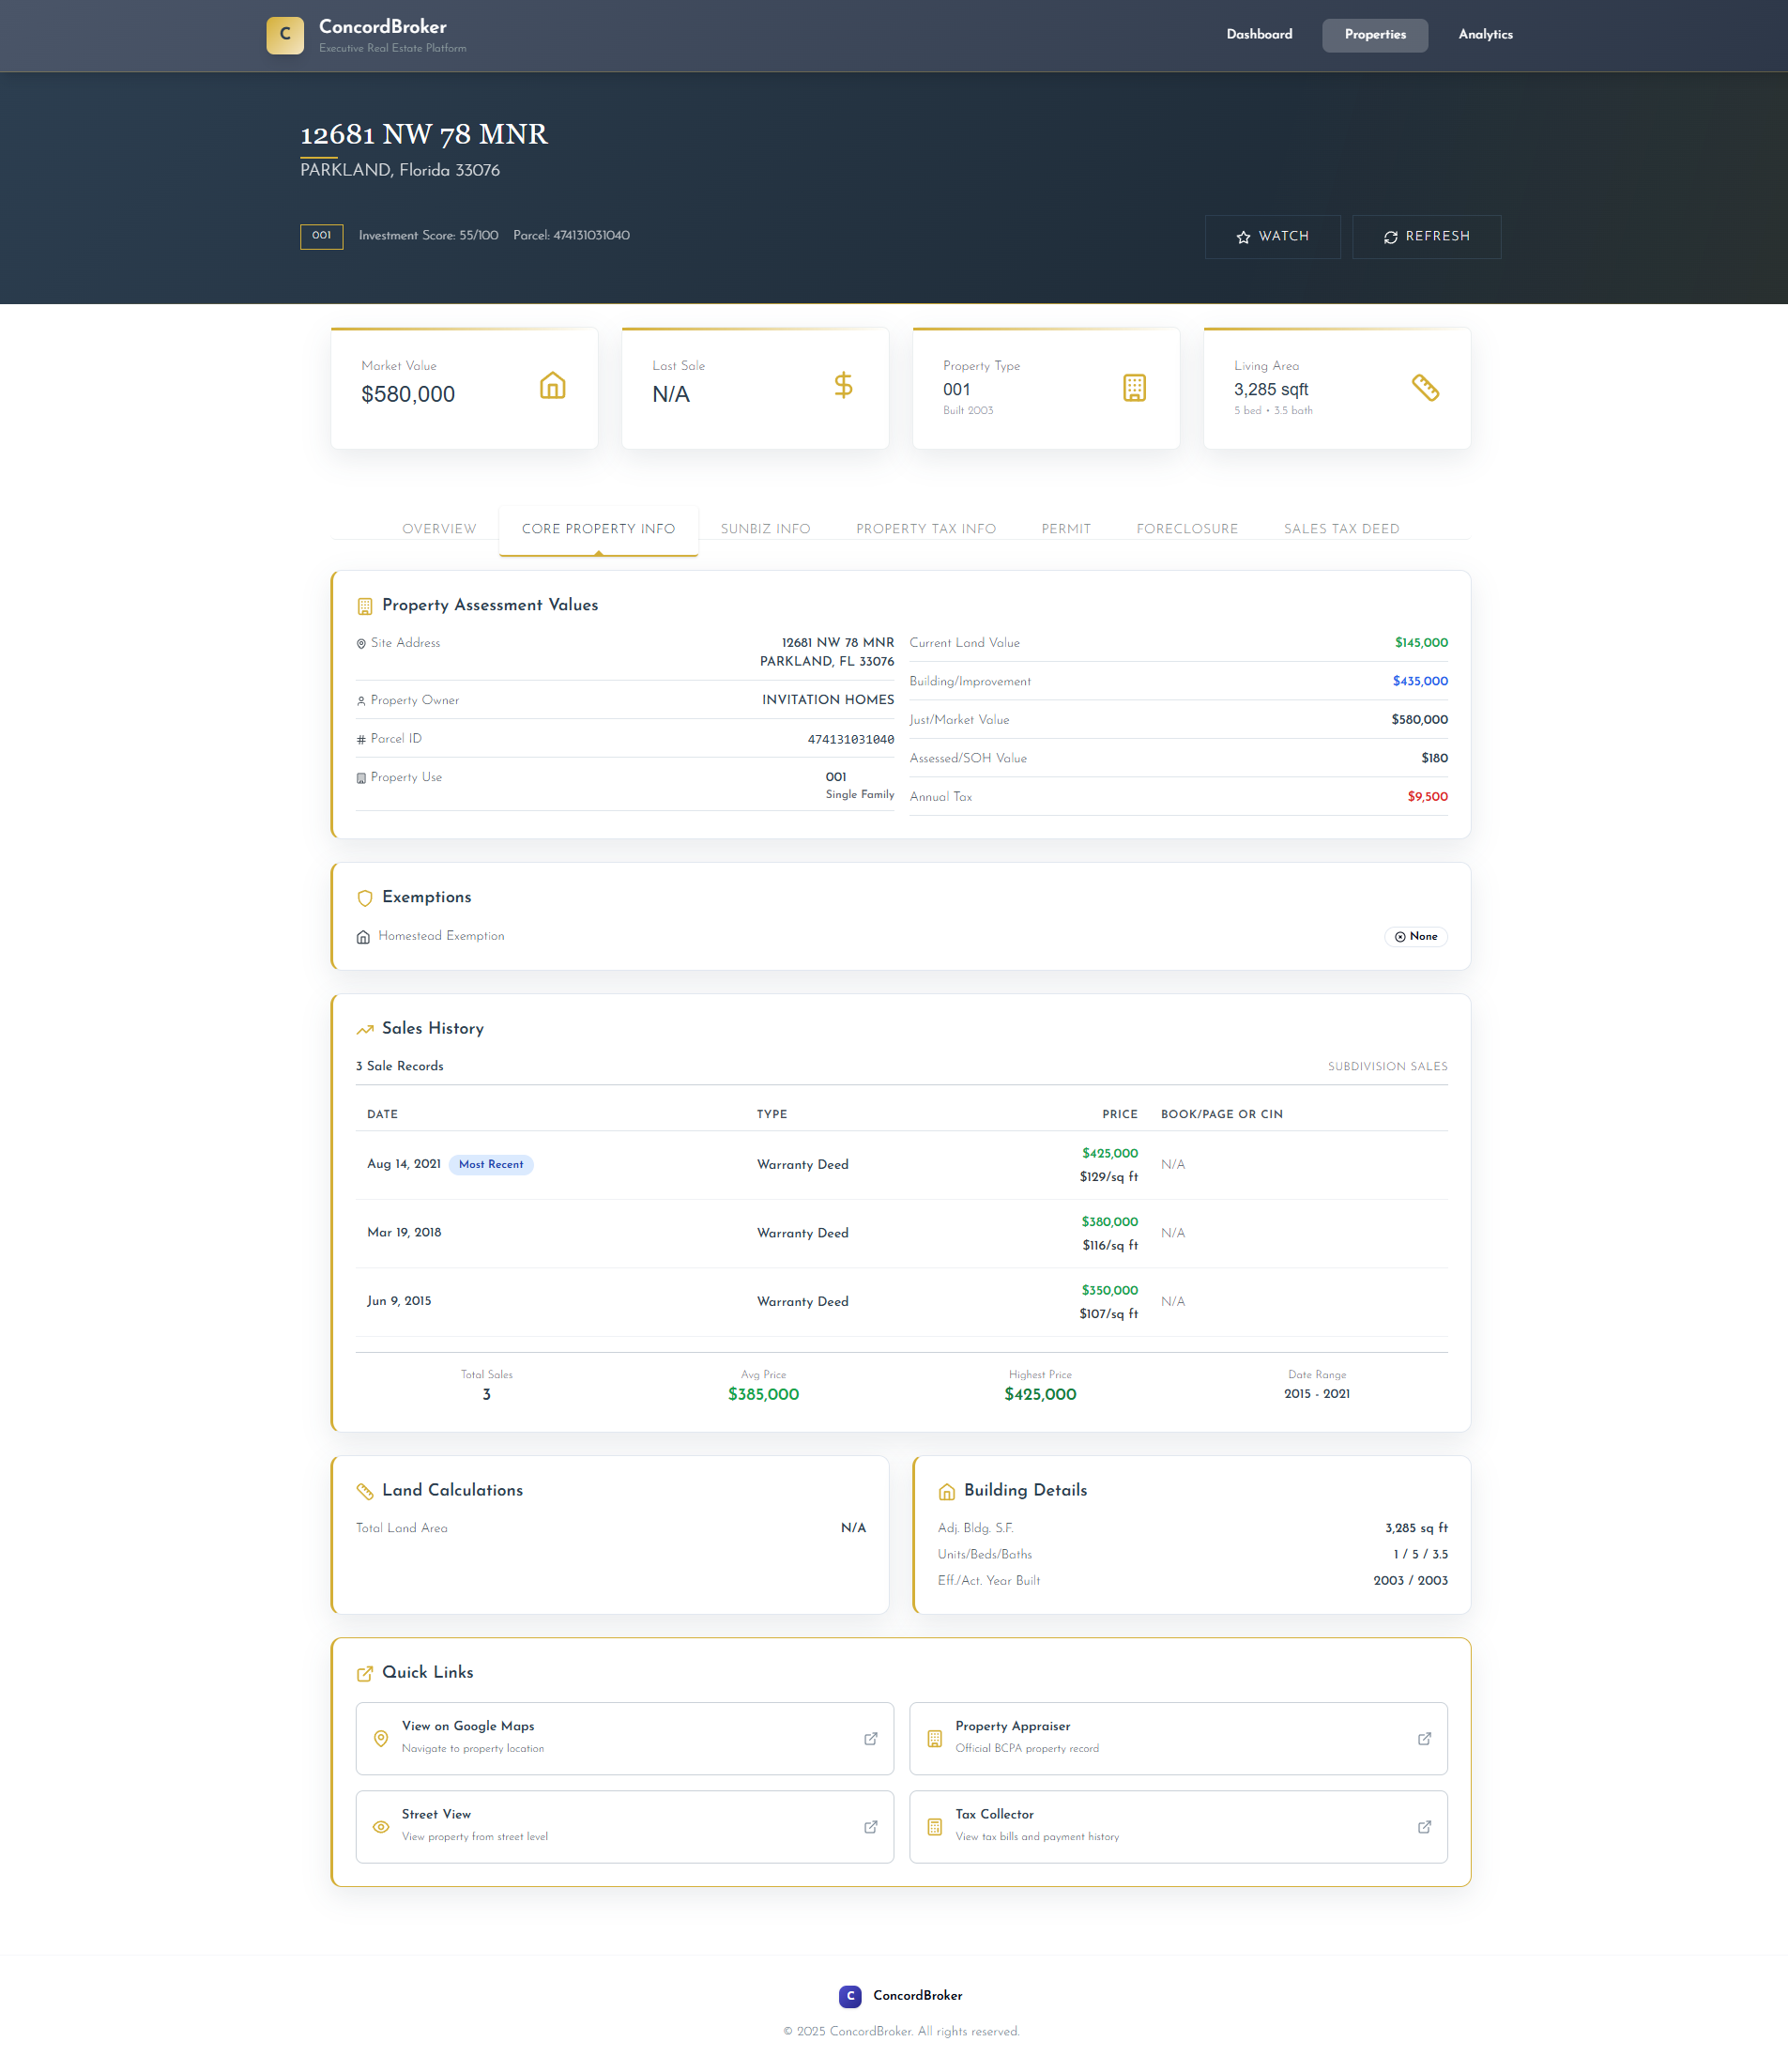 C
ConcordBroker
Executive Real Estate Platform
Dashboard
Properties
Analytics
12681 NW 78 MNR
PARKLAND, Florida 33076
001
Investment Score: 55/100
Parcel: 474131031040
WATCH
REFRESH
Market Value
$580,000
Last Sale
N/A
Property Type
001
Built 2003
Living Area
3,285 sqft
5 bed • 3.5 bath
OVERVIEW
CORE PROPERTY INFO
SUNBIZ INFO
PROPERTY TAX INFO
PERMIT
FORECLOSURE
SALES TAX DEED
Property Assessment Values
Site Address
12681 NW 78 MNR
PARKLAND, FL 33076
Property Owner
INVITATION HOMES
Parcel ID
474131031040
Property Use
001
Single Family
Current Land Value
$145,000
Building/Improvement
$435,000
Just/Market Value
$580,000
Assessed/SOH Value
$180
Annual Tax
$9,500
Exemptions
Homestead Exemption
None
Sales History
3 Sale Records
SUBDIVISION SALES
DATE
TYPE
PRICE
BOOK/PAGE OR CIN
Aug 14, 2021
Most Recent
Warranty Deed
$425,000
$129/sq ft
N/A
Mar 19, 2018
Warranty Deed
$380,000
$116/sq ft
N/A
Jun 9, 2015
Warranty Deed
$350,000
$107/sq ft
N/A
Total Sales
3
Avg Price
$385,000
Highest Price
$425,000
Date Range
2015 - 2021
Land Calculations
Total Land Area
N/A
Building Details
Adj. Bldg. S.F.
3,285 sq ft
Units/Beds/Baths
1 / 5 / 3.5
Eff./Act. Year Built
2003 / 2003
Quick Links
View on Google Maps
Navigate to property location
Property Appraiser
Official BCPA property record
Street View
View property from street level
Tax Collector
View tax bills and payment history
C
ConcordBroker
© 2025 ConcordBroker. All rights reserved.